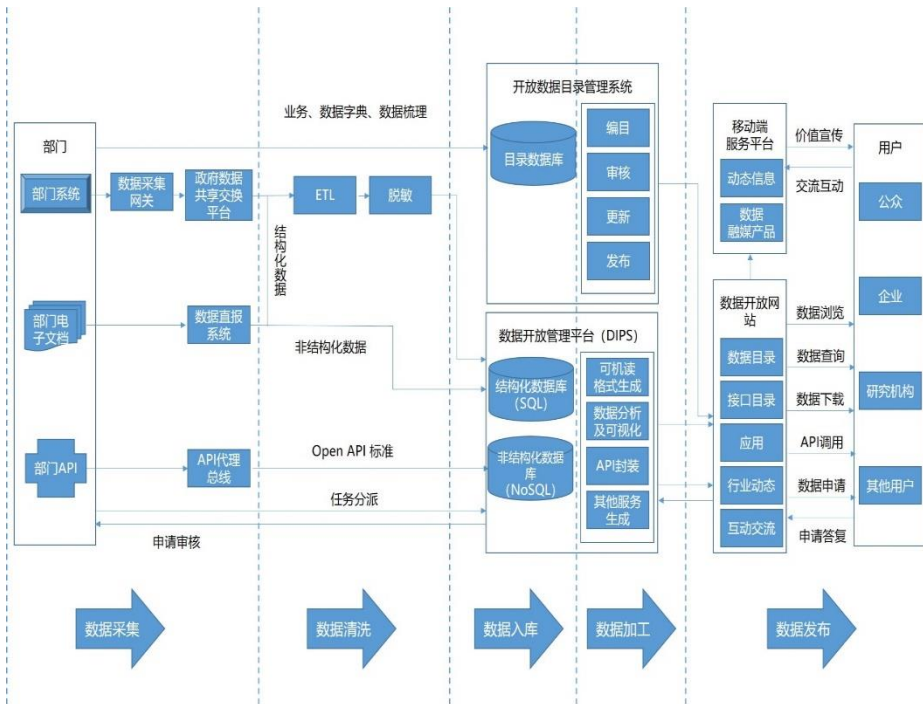 部门
部门系统
数据采集
网关
政府数据
共享交换
平台
部门电
子文档
数据直报
系统
部门API
API代理
总线
业务、数据字典、数据梳理
ETL
脱敏
结构化数据
非结构化数据
Open API 标准
任务分派
申请审核
开放数据目录管理系统
目录数据库
编目
审核
更新
发布
数据开放管理平台（DIPS）
结构化数据库
（SQL）
非结构化数据
库
（NoSQL）
可机读
格式生成
数据分析
及可视化
API封装
其他服务
生成
移动端
服务平台
动态信息
数据
融媒产品
数据开放网
站
数据目录
接口目录
应用
行业动态
互动交流
价值宣传
交流互动
数据浏览
数据查询
数据下载
API调用
数据申请
申请答复
用户
公众
企业
研究机构
其他用户
数据采集
数据清洗
数据入库
数据加工
数据发布